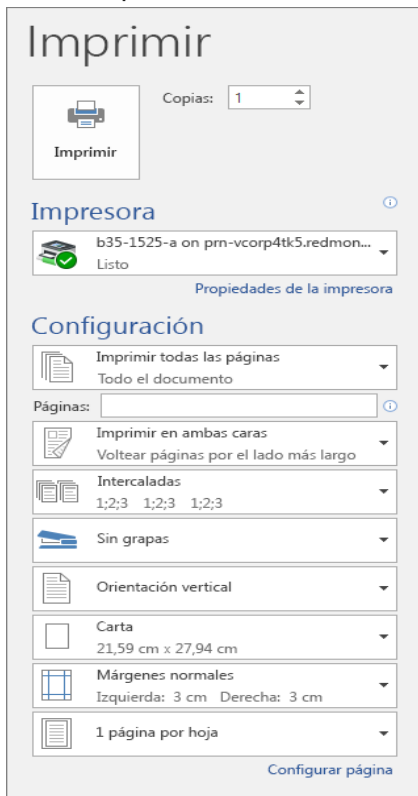 Imprimir
Copias: 1
Imprimir
Impresora
b35-1525-a on prn-vcorp4tk5.redmon...
Listo
Propiedades de la impresora
Configuración
Imprimir todas las páginas
Todo el documento
Páginas:
Imprimir en ambas caras
Voltear páginas por el lado más largo
Intercaladas
1;2;3 1;2;3 1;2;3
Sin grapas
Orientación vertical
Carta
21,59 cm x 27,94 cm
Márgenes normales
Izquierda: 3 cm Derecha: 3 cm
1 página por hoja
Configurar página